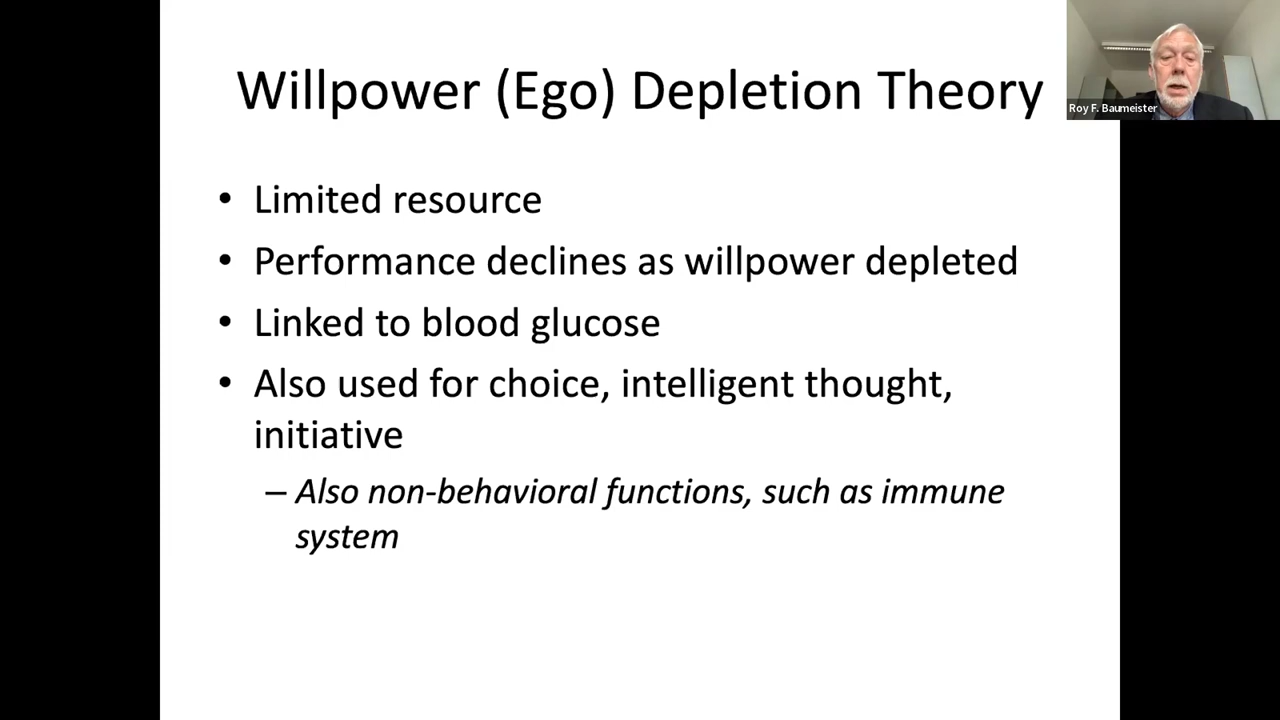 Willpower (Ego) Depletion Theory
Roy F. Baumeister
• Limited resource
• Performance declines as willpower depleted
• Linked to blood glucose
• Also used for choice, intelligent thought,
initiative
– Also non-behavioral functions, such as immune
system